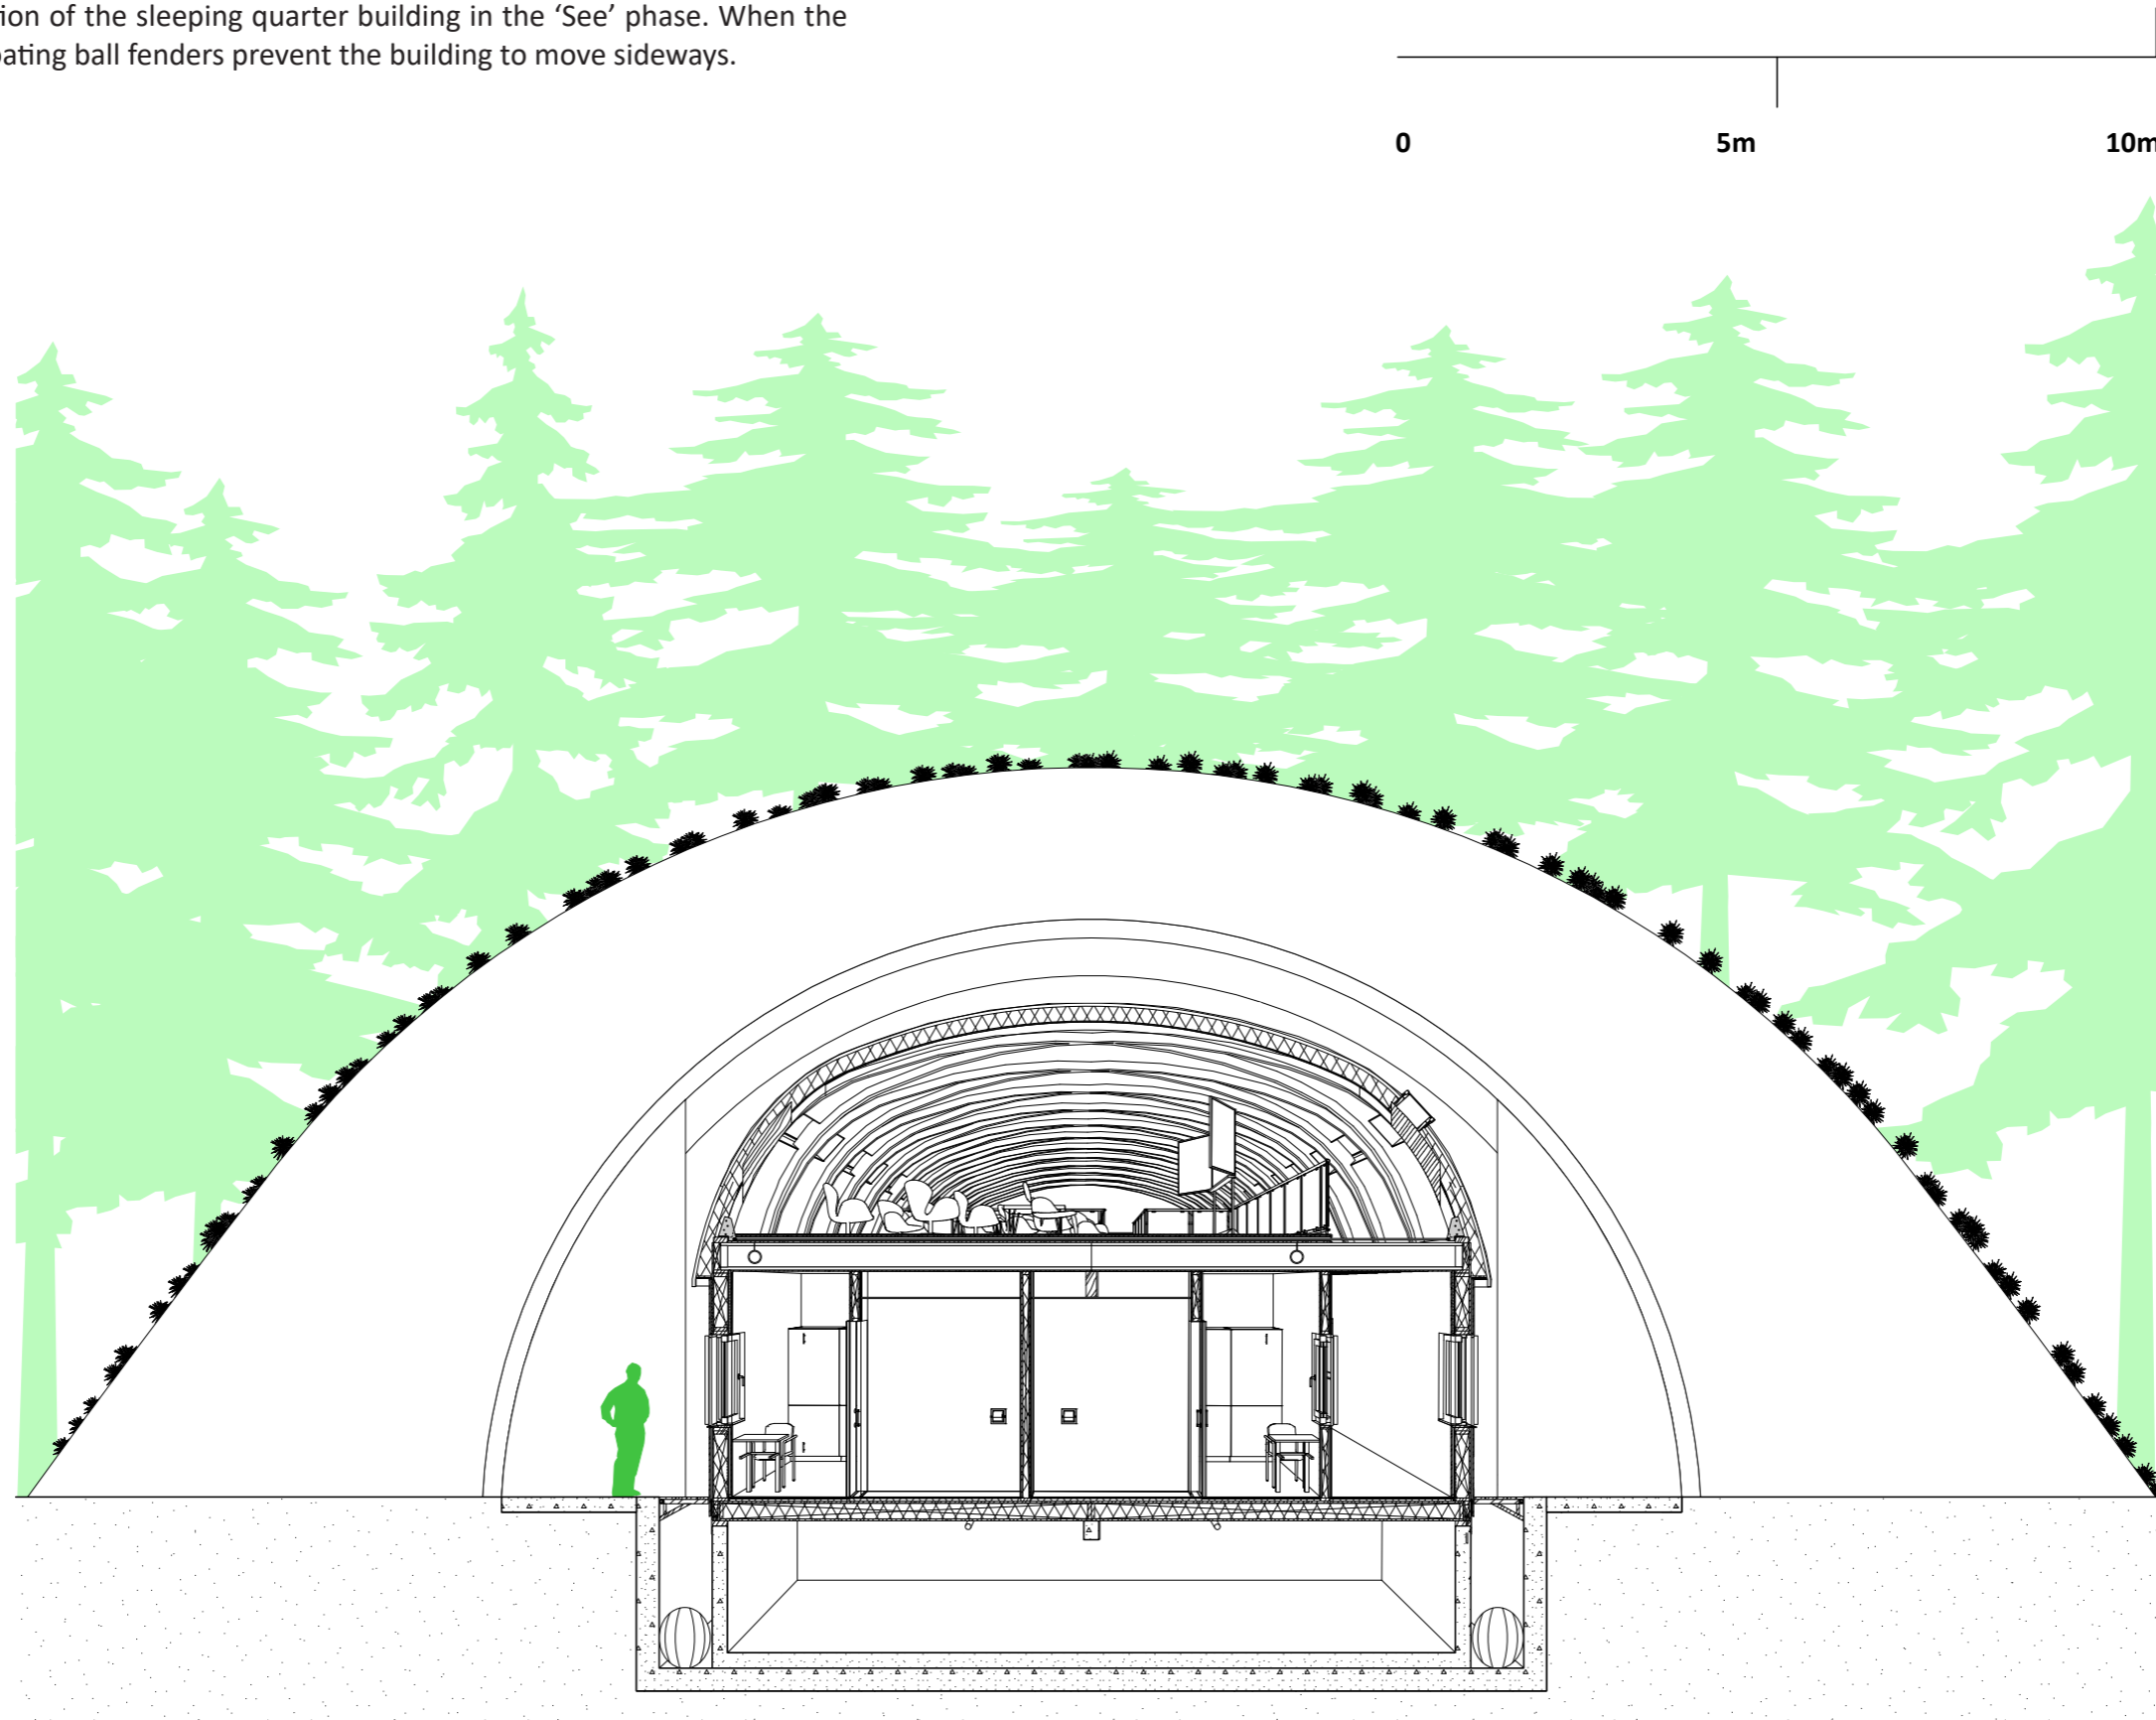 tion of the sleeping quarter building in the ‘See’ phase. When the
oating ball fenders prevent the building to move sideways.
0 5m 10m